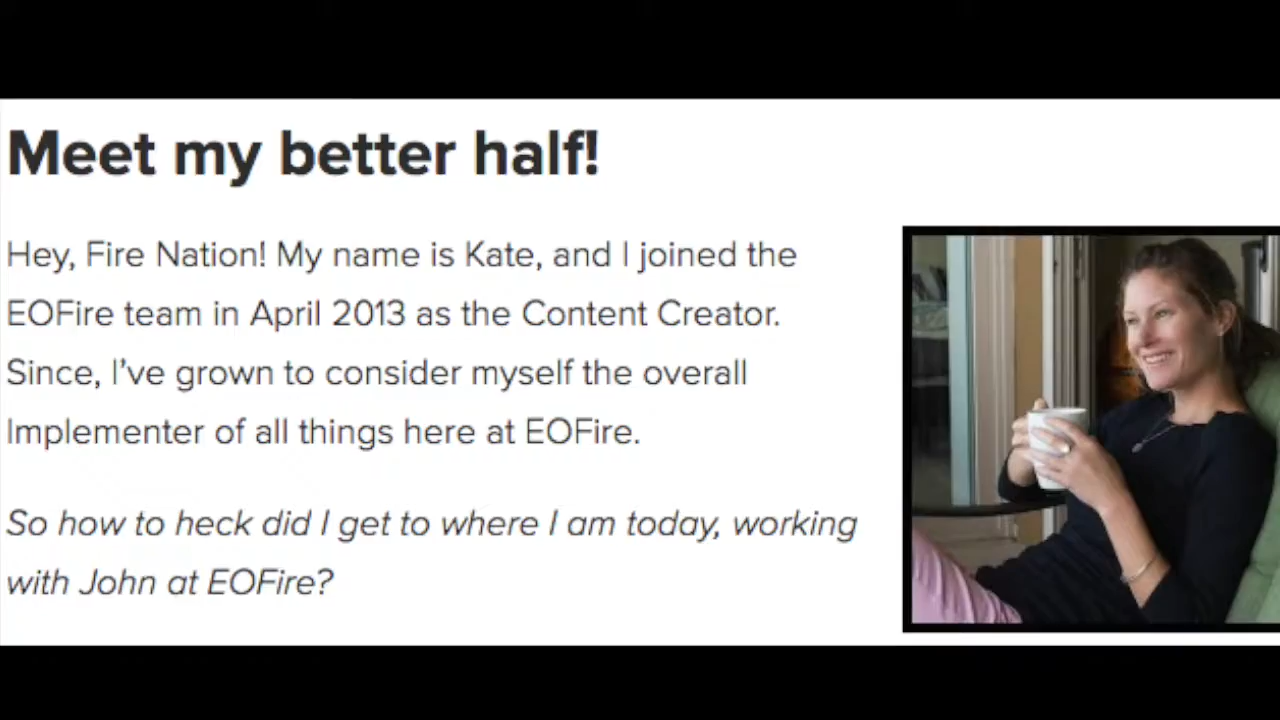 Meet my better half!
Hey, Fire Nation! My name is Kate, and I joined the
EOFire team in April 2013 as the Content Creator.
Since, I've grown to consider myself the overall
Implementer of all things here at EOFire.
So how to heck did I get to where I am today, working
with John at EOFire?